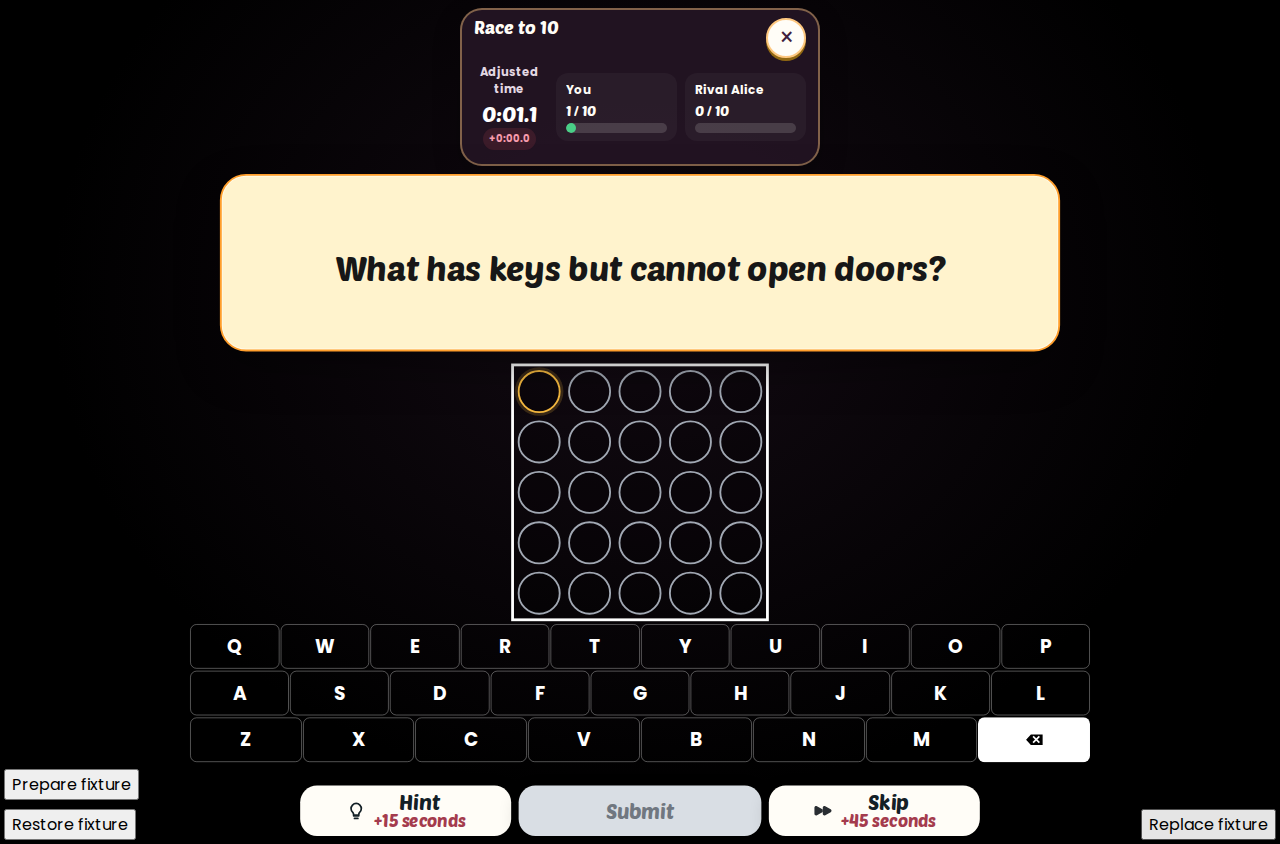 Race to 10
×
Adjusted
time
0:01.1
+0:00.0
You
1 / 10
Rival Alice
0 / 10
What has keys but cannot open doors?
Q W E R T Y U I O P
A S D F G H J K L
Z X C V B N M
Prepare fixture
Restore fixture
Hint
+15 seconds
Submit
Skip
+45 seconds
Replace fixture